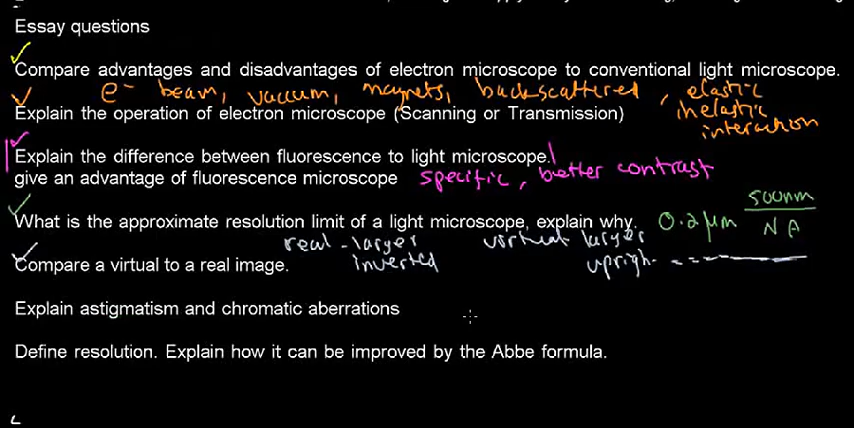 Essay questions
Compare advantages and disadvantages of electron microscope to conventional light microscope.
e- beam, vacuum, magnets, backscattered, elastic
inelastic
interaction
Explain the operation of electron microscope (Scanning or Transmission)
Explain the difference between fluorescence to light microscope.
give an advantage of fluorescence microscope specific, better contrast
What is the approximate resolution limit of a light microscope, explain why. 0.2 μm 500nm
NA
real - larger
inverted
virtual larger
upright
Compare a virtual to a real image.
Explain astigmatism and chromatic aberrations
Define resolution. Explain how it can be improved by the Abbe formula.